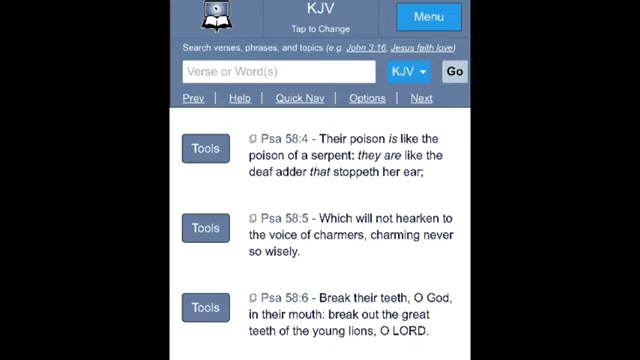 KJV
Menu
Tap to Change
Search verses, phrases, and topics (e.g. John 3:16, Jesus faith love)
Verse or Word(s)
KJV
Go
Prev | Help | Quick Nav | Options | Next
Tools
Psa 58:4 - Their poison is like the
poison of a serpent: they are like the
deaf adder that stoppeth her ear;
Tools
Psa 58:5 - Which will not hearken to
the voice of charmers, charming never
so wisely.
Tools
Psa 58:6 - Break their teeth, O God,
in their mouth: break out the great
teeth of the young lions, O LORD.